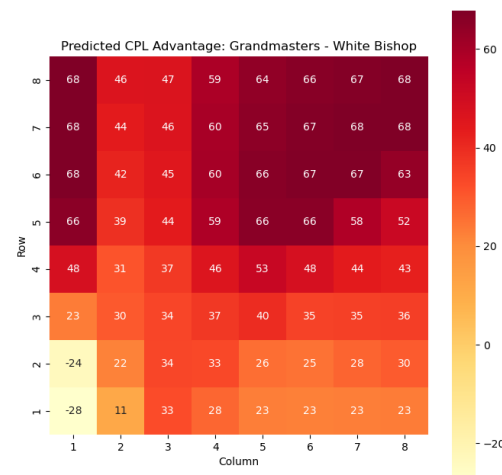 Predicted CPL Advantage: Grandmasters - White Bishop
8 68 46 47 59 64 66 67 68
7 68 44 46 60 65 67 68 68
6 68 42 45 60 66 67 67 63
5 66 39 44 59 66 66 58 52
4 48 31 37 46 53 48 44 43
3 23 30 34 37 40 35 35 36
2 -24 22 34 33 26 25 28 30
1 -28 11 33 28 23 23 23 23
1 2 3 4 5 6 7 8
Row
Column
60
40
20
0
−20